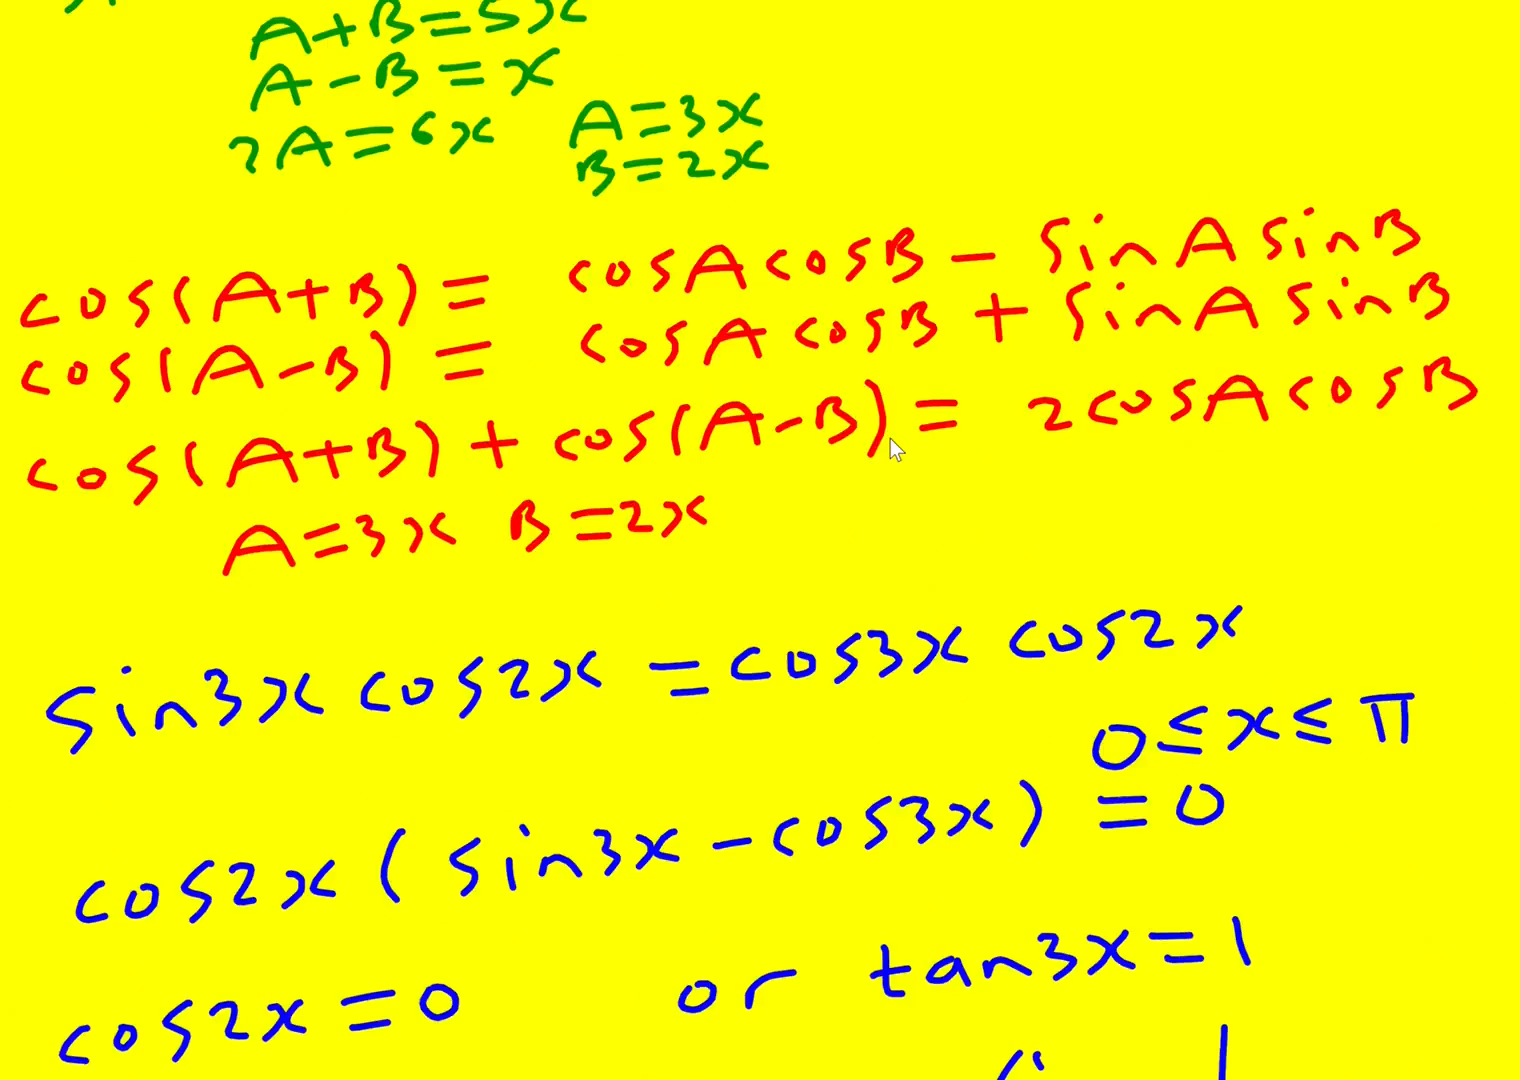 A+B=5x
A-B=x
2A=6x A=3x
B=2x
cos(A+B)≡ cosAcosB - sinAsinB
cos(A-B)≡ cosAcosB + sinAsinB
cos(A+B)+cos(A-B)= 2cosAcosB
A=3x B=2x
sin3x cos2x = cos3x cos2x
0≤x≤π
cos2x(sin3x-cos3x)=0
cos2x=0 or tan3x=1